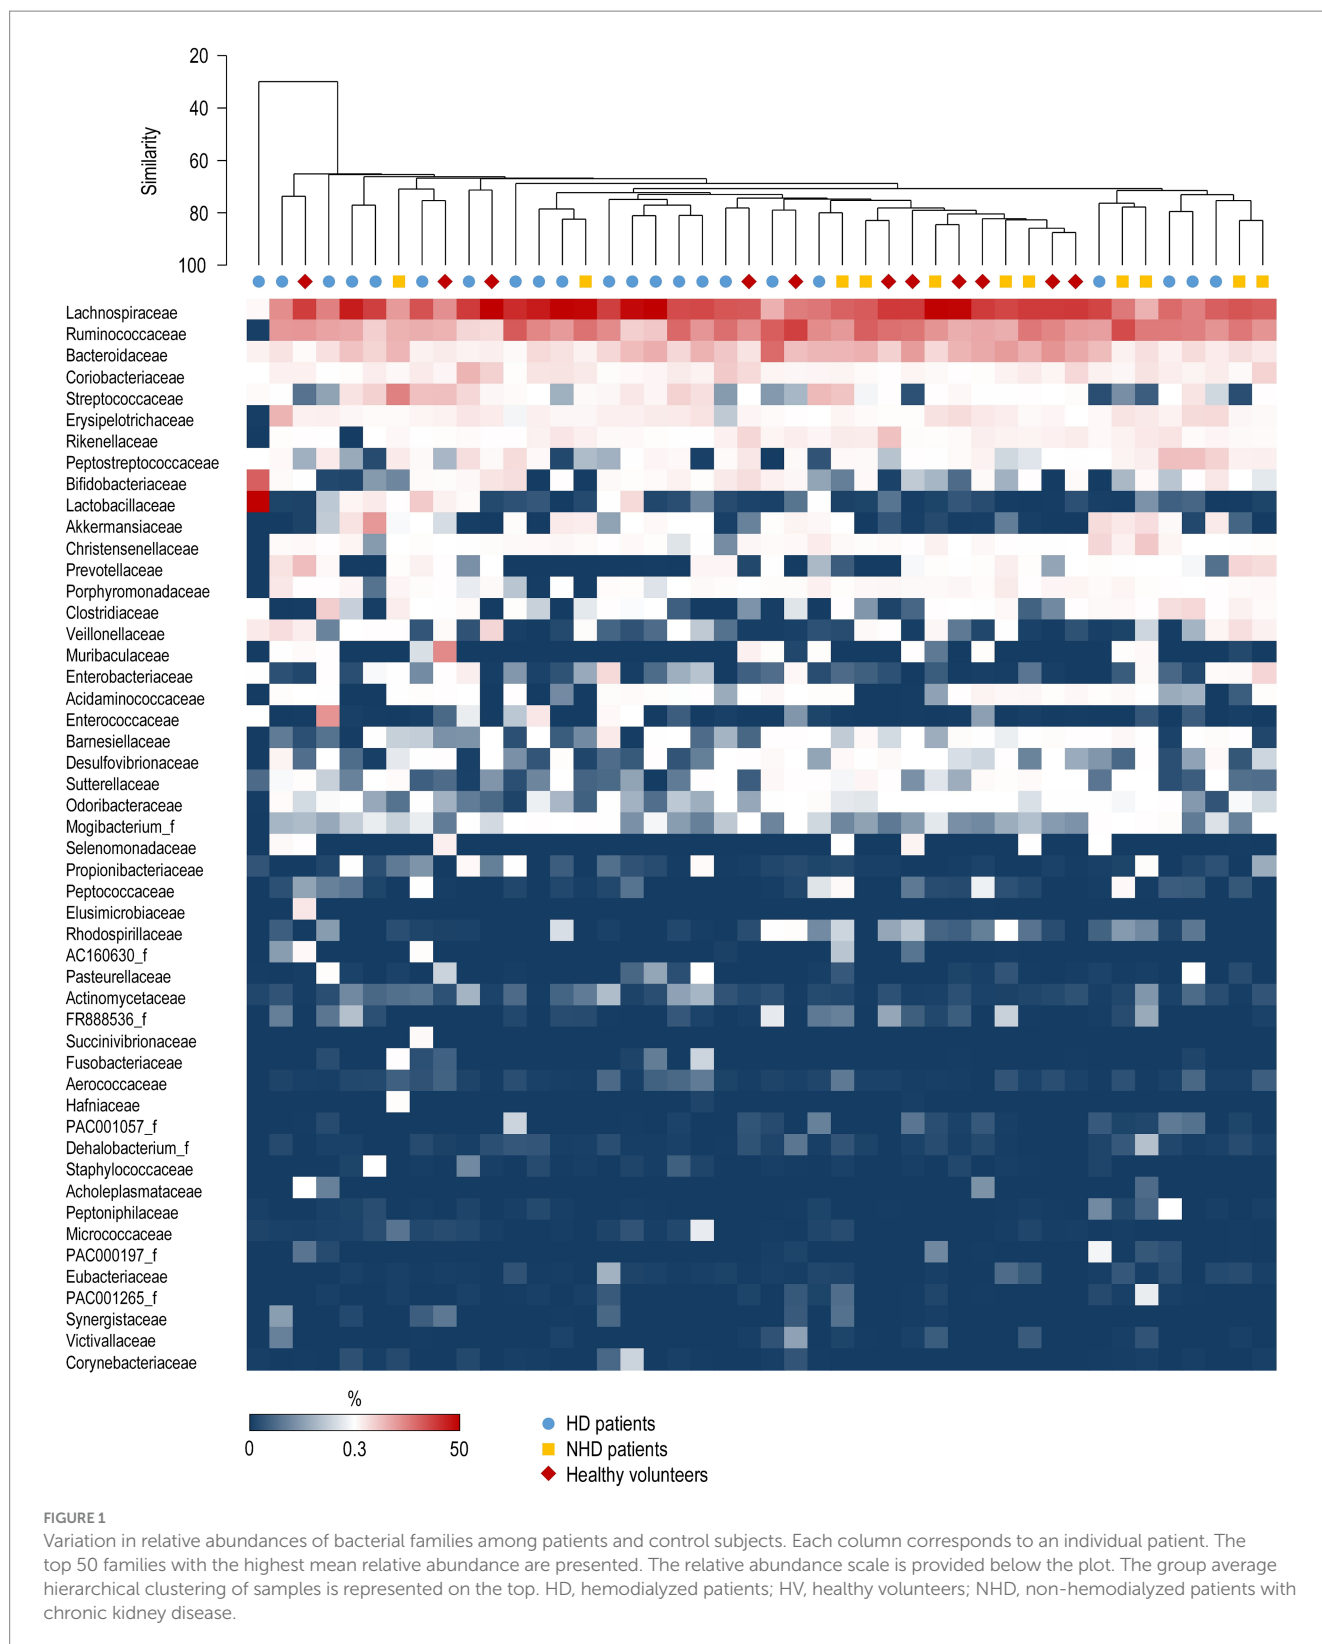 20
40
60
80
100
Similarity
Lachnospiraceae
Ruminococcaceae
Bacteroidaceae
Coriobacteriaceae
Streptococcaceae
Erysipelotrichaceae
Rikenellaceae
Peptostreptococcaceae
Bifidobacteriaceae
Lactobacillaceae
Akkermansiaceae
Christensenellaceae
Prevotellaceae
Porphyromonadaceae
Clostridiaceae
Veillonellaceae
Muribaculaceae
Enterobacteriaceae
Acidaminococcaceae
Enterococcaceae
Barnesiellaceae
Desulfovibrionaceae
Sutterellaceae
Odoribacteraceae
Mogibacterium_f
Selenomonadaceae
Propionibacteriaceae
Peptococcaceae
Elusimicrobiaceae
Rhodospirillaceae
AC160630_f
Pasteurellaceae
Actinomycetaceae
FR888536_f
Succinivibrionaceae
Fusobacteriaceae
Aerococcaceae
Hafniaceae
PAC001057_f
Dehalobacterium_f
Staphylococcaceae
Acholeplasmataceae
Peptoniphilaceae
Micrococcaceae
PAC000197_f
Eubacteriaceae
PAC001265_f
Synergistaceae
Victivallaceae
Corynebacteriaceae
%
0 0.3 50
HD patients
NHD patients
Healthy volunteers
FIGURE 1
Variation in relative abundances of bacterial families among patients and control subjects. Each column corresponds to an individual patient. The
top 50 families with the highest mean relative abundance are presented. The relative abundance scale is provided below the plot. The group average
hierarchical clustering of samples is represented on the top. HD, hemodialyzed patients; HV, healthy volunteers; NHD, non-hemodialyzed patients with
chronic kidney disease.